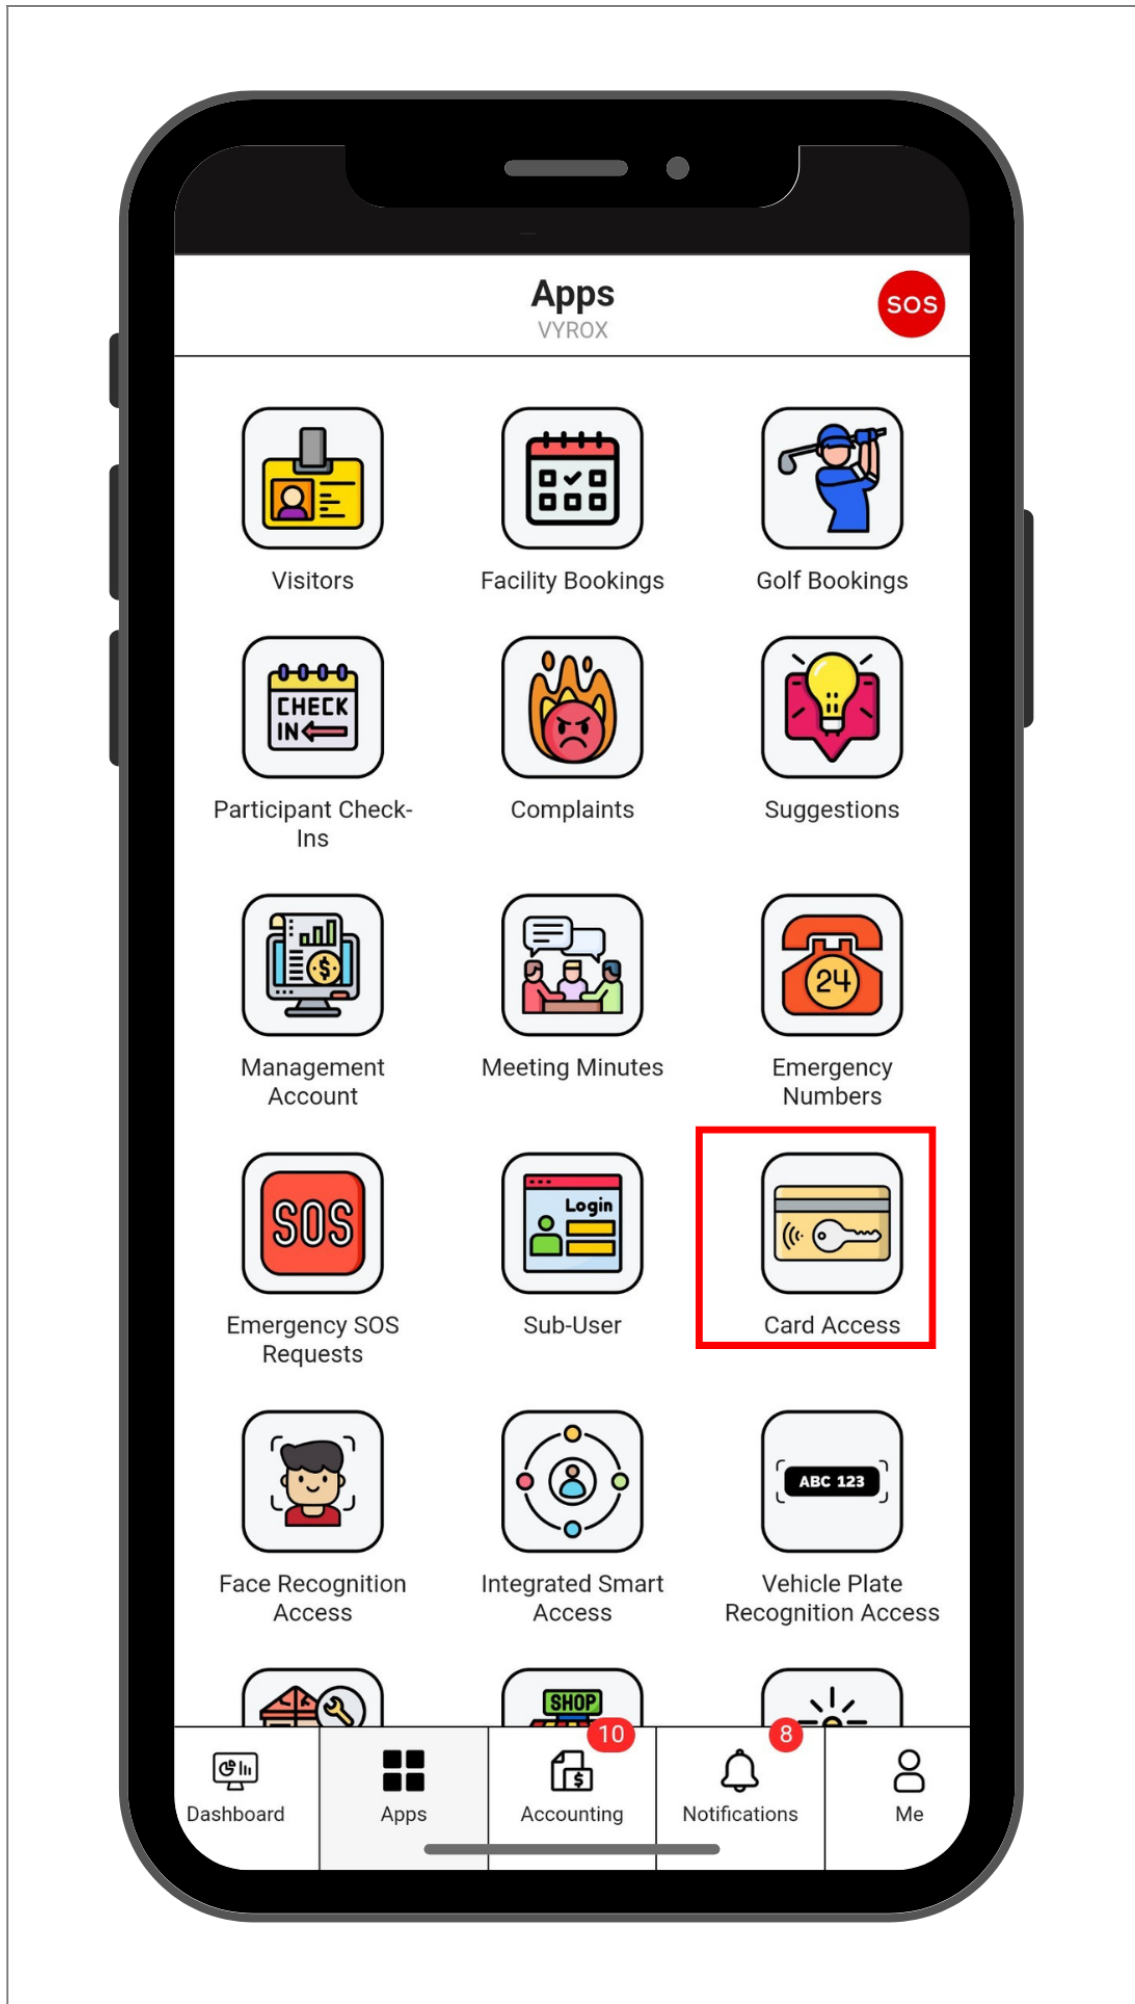 Apps
VYROX
SOS
Visitors
Facility Bookings
Golf Bookings
CHECK
IN
Participant Check-
Ins
Complaints
Suggestions
24
Management
Account
Meeting Minutes
Emergency
Numbers
SOS
Login
Emergency SOS
Requests
Sub-User
Card Access
ABC 123
Face Recognition
Access
Integrated Smart
Access
Vehicle Plate
Recognition Access
SHOP
10
8
Dashboard
Apps
Accounting
Notifications
Me